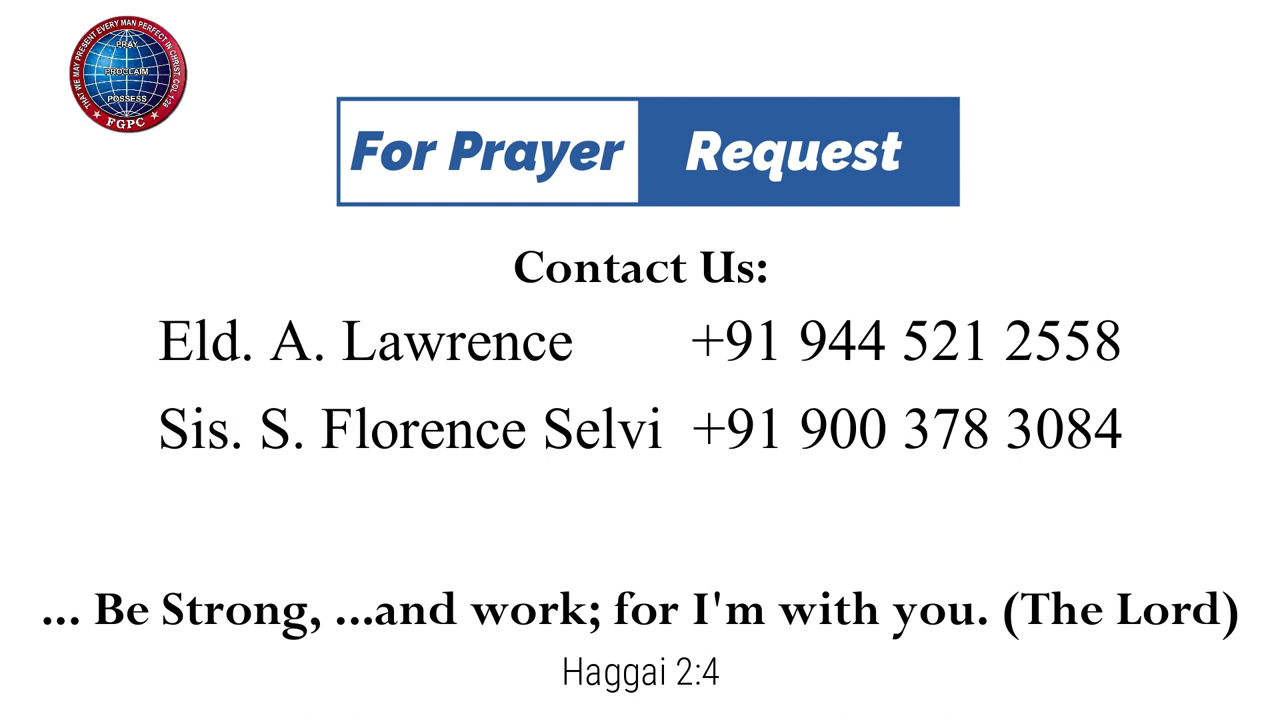 THAT WE MAY PRESENT EVERY MAN PERFECT IN CHRIST. COL 1:28
PRAY
PROCLAIM
POSSESS
FGPC
For Prayer Request
Contact Us:
Eld. A. Lawrence +91 944 521 2558
Sis. S. Florence Selvi +91 900 378 3084
... Be Strong, ...and work; for I'm with you. (The Lord)
Haggai 2:4